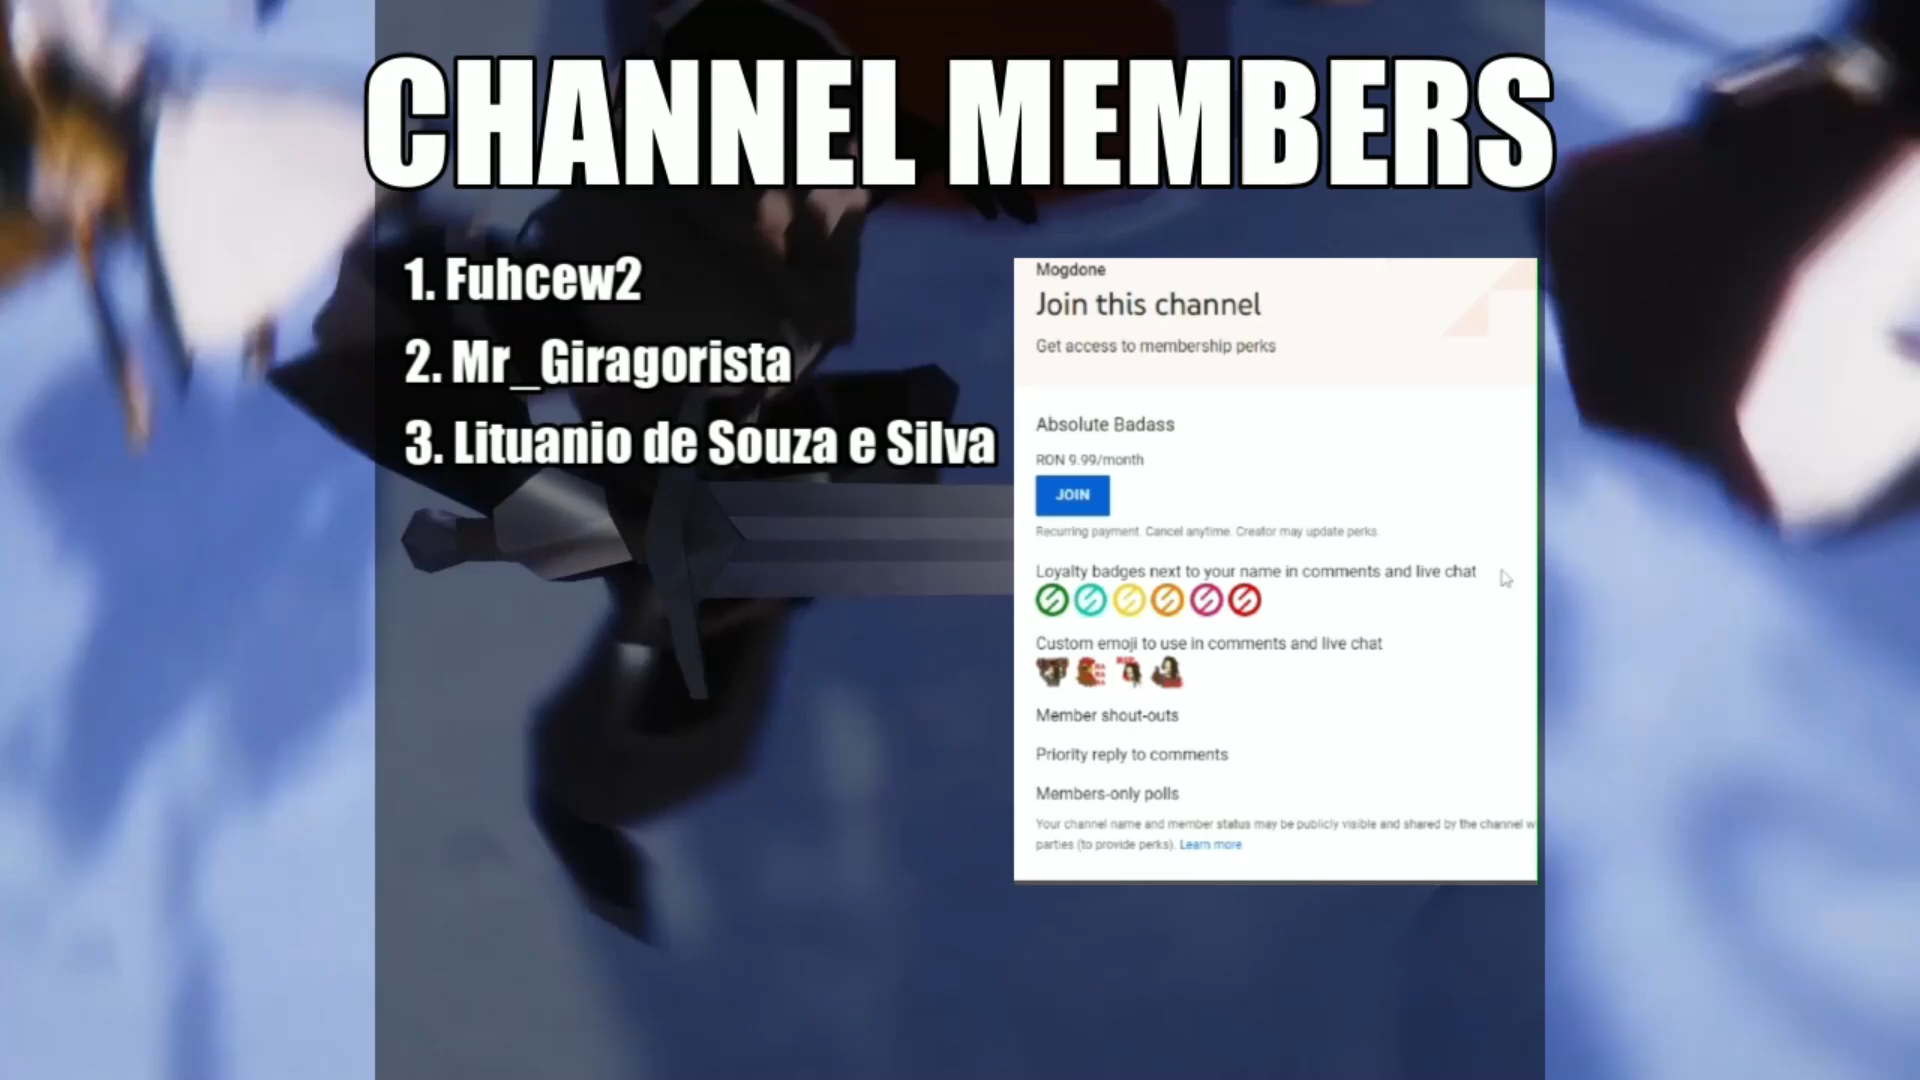 CHANNEL MEMBERS
1. Fuhcew2
2. Mr_Giragorista
3. Lituanio de Souza e Silva
Mogdone
Join this channel
Get access to membership perks
Absolute Badass
RON 9.99/month
JOIN
Recurring payment. Cancel anytime. Creator may update perks.
Loyalty badges next to your name in comments and live chat
Custom emoji to use in comments and live chat
Member shout-outs
Priority reply to comments
Members-only polls
Your channel name and member status may be publicly visible and shared by the channel w
parties (to provide perks). Learn more